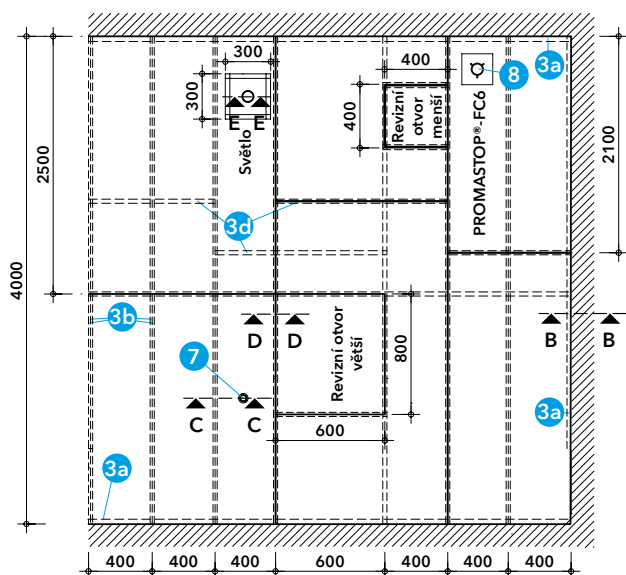 300
400
3a
8
300
E E
Světlo
400
Revizní
otvor
menší
PROMASTOP®-FC6
2100
2500
4000
3d
3b
D D
B B
7
Revizní otvor
větší
800
C C
3a
600
3a
400 400 400 600 400 400 400